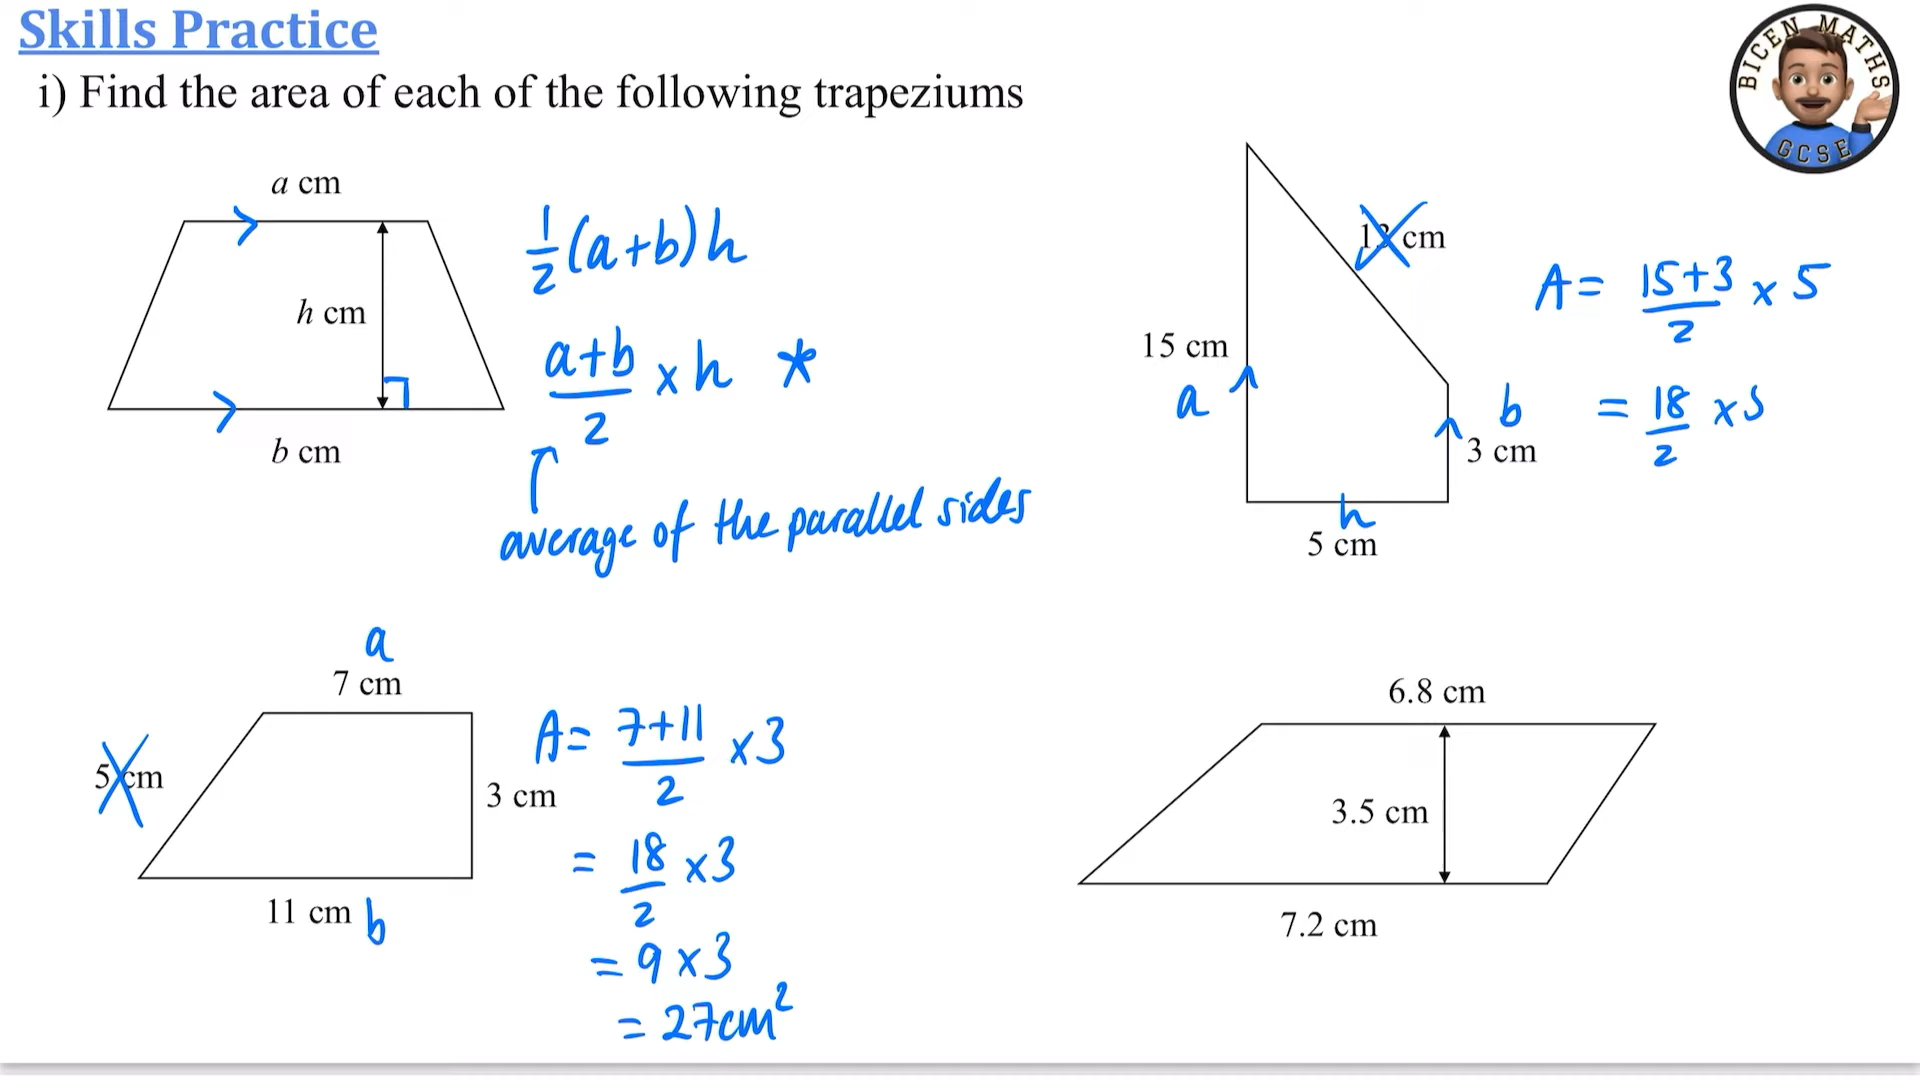 Skills Practice
i) Find the area of each of the following trapeziums
BICEN MATHS
GCSE
a cm
h cm
b cm
½(a+b)h
a+b/2 × h *
average of the parallel sides
cm
15 cm
a
b
3 cm
h
5 cm
A = 15+3/2 × 5
= 18/2 × 5
a
7 cm
5 cm
3 cm
11 cm b
A = 7+11/2 × 3
= 18/2 × 3
= 9 × 3
= 27cm²
6.8 cm
3.5 cm
7.2 cm